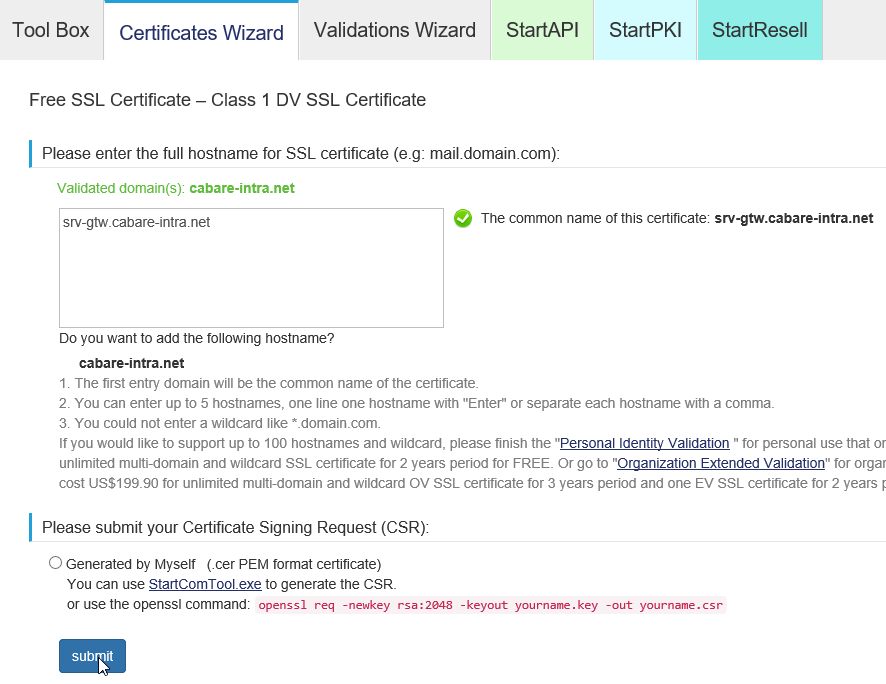 Tool Box Certificates Wizard Validations Wizard StartAPI StartPKI StartResell
Free SSL Certificate – Class 1 DV SSL Certificate
Please enter the full hostname for SSL certificate (e.g: mail.domain.com):
Validated domain(s): cabare-intra.net
srv-gtw.cabare-intra.net
The common name of this certificate: srv-gtw.cabare-intra.net
Do you want to add the following hostname?
cabare-intra.net
1. The first entry domain will be the common name of the certificate.
2. You can enter up to 5 hostnames, one line one hostname with "Enter" or separate each hostname with a comma.
3. You could not enter a wildcard like *.domain.com.
If you would like to support up to 100 hostnames and wildcard, please finish the "Personal Identity Validation " for personal use that or
unlimited multi-domain and wildcard SSL certificate for 2 years period for FREE. Or go to "Organization Extended Validation" for organ
cost US$199.90 for unlimited multi-domain and wildcard OV SSL certificate for 3 years period and one EV SSL certificate for 2 years p
Please submit your Certificate Signing Request (CSR):
Generated by Myself (.cer PEM format certificate)
You can use StartComTool.exe to generate the CSR.
or use the openssl command: openssl req -newkey rsa:2048 -keyout yourname.key -out yourname.csr
submit